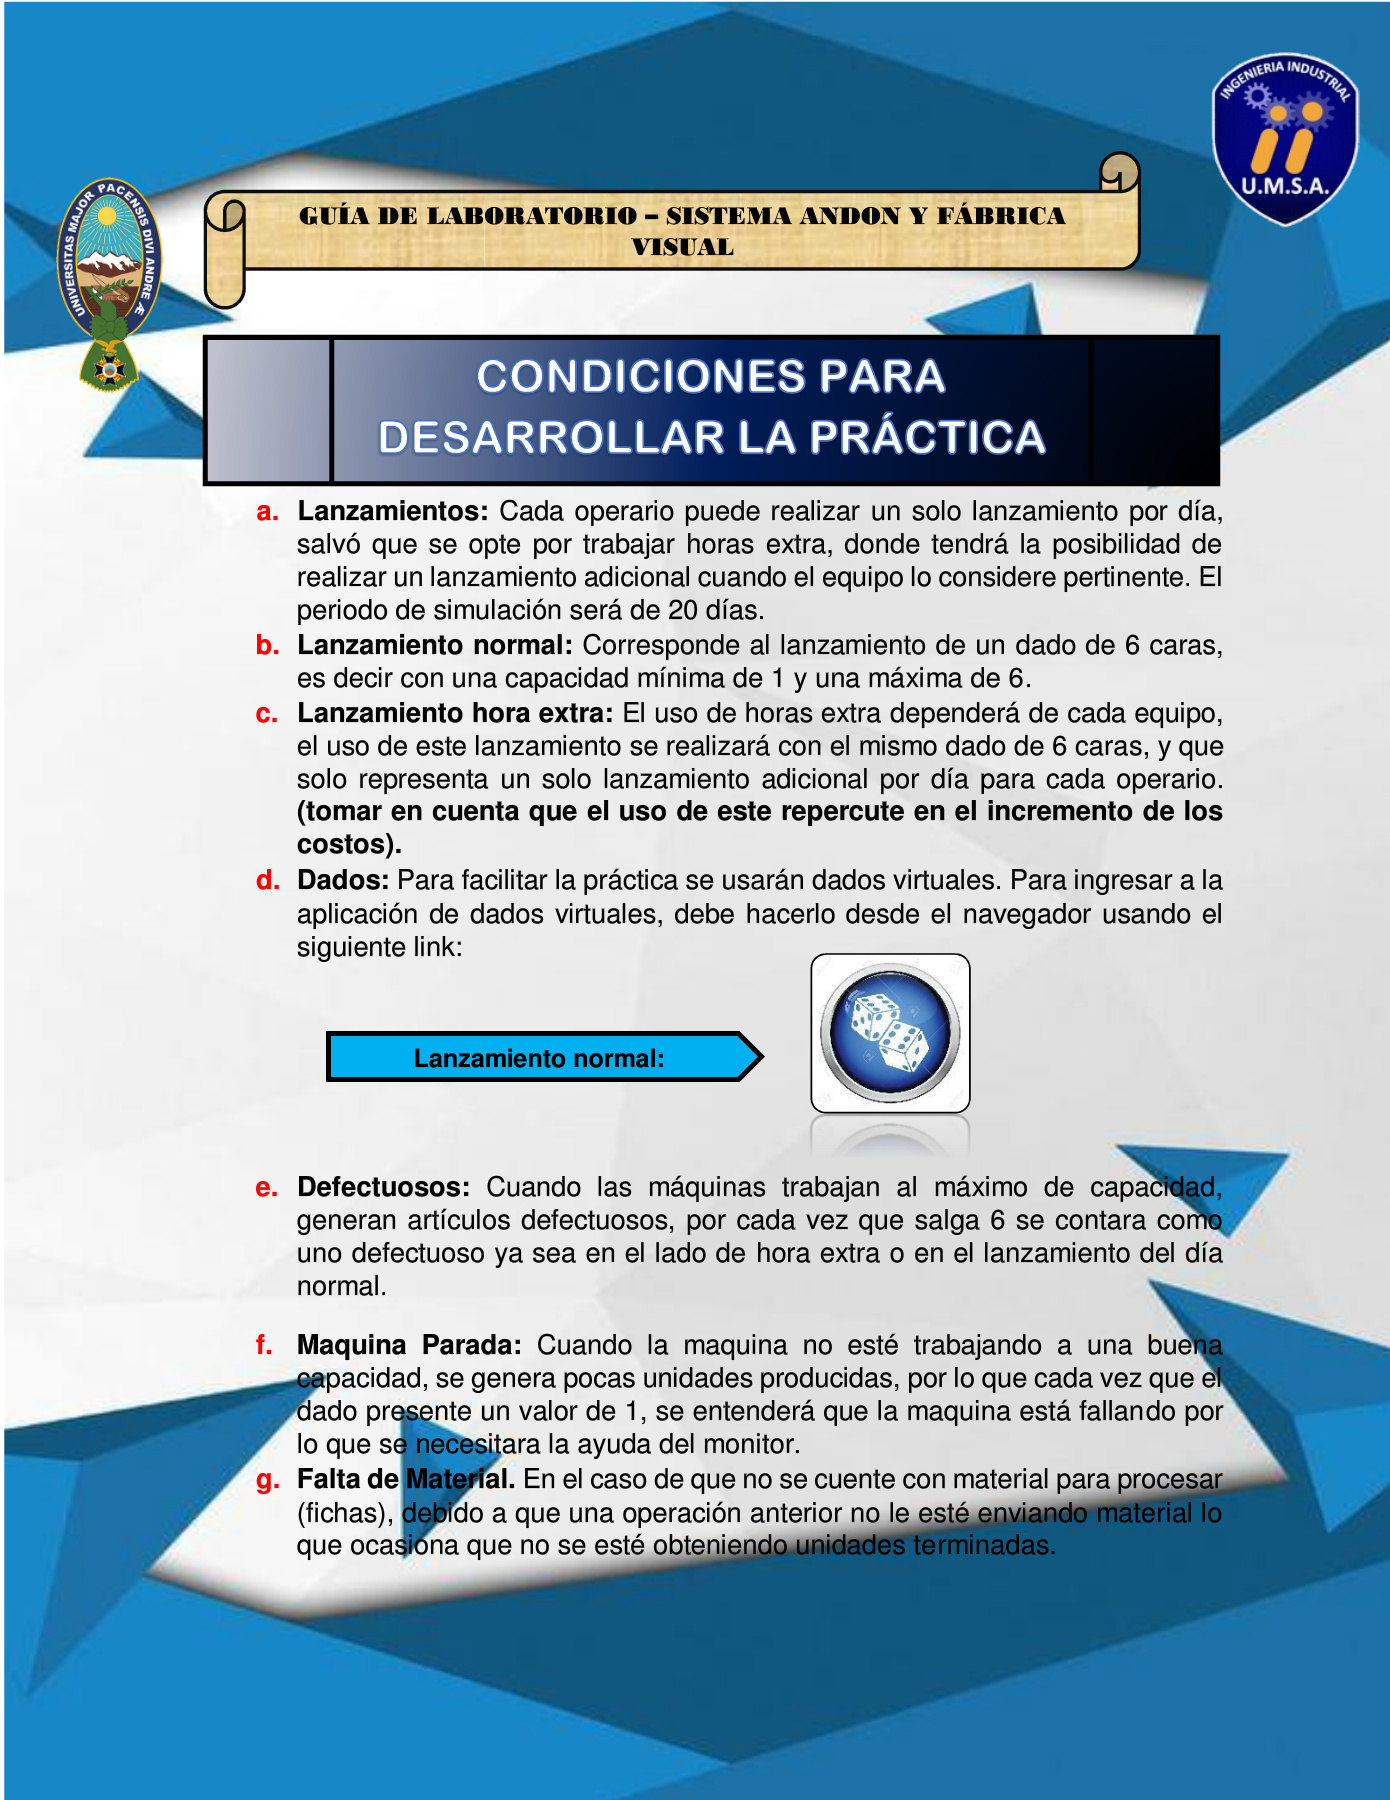 INGENIERIA INDUSTRIAL
U.M.S.A.
UNIVERSITAS MAJOR PACENSIS DIVI ANDRE Æ
GUÍA DE LABORATORIO – SISTEMA ANDON Y FÁBRICA
VISUAL
CONDICIONES PARA
DESARROLLAR LA PRÁCTICA
a. Lanzamientos: Cada operario puede realizar un solo lanzamiento por día,
salvó que se opte por trabajar horas extra, donde tendrá la posibilidad de
realizar un lanzamiento adicional cuando el equipo lo considere pertinente. El
periodo de simulación será de 20 días.
b. Lanzamiento normal: Corresponde al lanzamiento de un dado de 6 caras,
es decir con una capacidad mínima de 1 y una máxima de 6.
c. Lanzamiento hora extra: El uso de horas extra dependerá de cada equipo,
el uso de este lanzamiento se realizará con el mismo dado de 6 caras, y que
solo representa un solo lanzamiento adicional por día para cada operario.
(tomar en cuenta que el uso de este repercute en el incremento de los
costos).
d. Dados: Para facilitar la práctica se usarán dados virtuales. Para ingresar a la
aplicación de dados virtuales, debe hacerlo desde el navegador usando el
siguiente link:
Lanzamiento normal:
e. Defectuosos: Cuando las máquinas trabajan al máximo de capacidad,
generan artículos defectuosos, por cada vez que salga 6 se contara como
uno defectuoso ya sea en el lado de hora extra o en el lanzamiento del día
normal.
f. Maquina Parada: Cuando la maquina no esté trabajando a una buena
capacidad, se genera pocas unidades producidas, por lo que cada vez que el
dado presente un valor de 1, se entenderá que la maquina está fallando por
lo que se necesitara la ayuda del monitor.
g. Falta de Material. En el caso de que no se cuente con material para procesar
(fichas), debido a que una operación anterior no le esté enviando material lo
que ocasiona que no se esté obteniendo unidades terminadas.